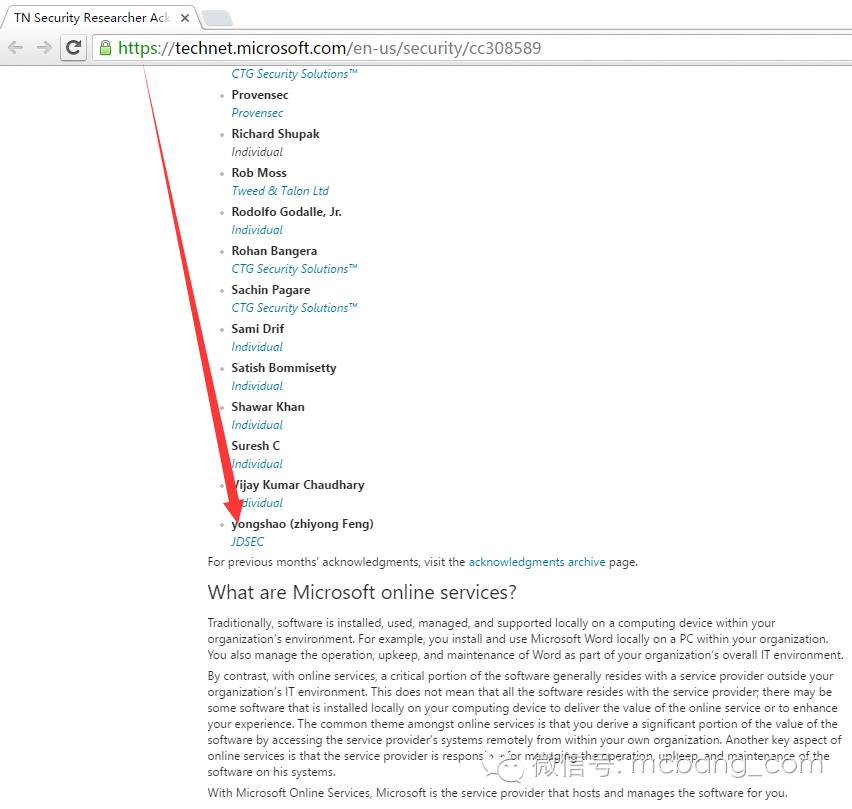 TN Security Researcher Ack
https://technet.microsoft.com/en-us/security/cc308589
CTG Security Solutions™
Provensec
Provensec
Richard Shupak
Individual
Rob Moss
Tweed & Talon Ltd
Rodolfo Godalle, Jr.
Individual
Rohan Bangera
CTG Security Solutions™
Sachin Pagare
CTG Security Solutions™
Sami Drif
Individual
Satish Bommisetty
Individual
Shawar Khan
Individual
Suresh C
Individual
Vijay Kumar Chaudhary
Individual
yongshao (zhiyong Feng)
JDSEC
For previous months' acknowledgments, visit the acknowledgments archive page.
What are Microsoft online services?
Traditionally, software is installed, used, managed, and supported locally on a computing device within your
organization's environment. For example, you install and use Microsoft Word locally on a PC within your organization.
You also manage the operation, upkeep, and maintenance of Word as part of your organization's overall IT environment.
By contrast, with online services, a critical portion of the software generally resides with a service provider outside your
organization's IT environment. This does not mean that all the software resides with the service provider; there may be
some software that is installed locally on your computing device to deliver the value of the online service or to enhance
your experience. The common theme amongst online services is that you derive a significant portion of the value of the
software by accessing the service provider's systems remotely from within your own organization. Another key aspect of
online services is that the service provider is responsible for managing the operation, upkeep, and maintenance of the
software on his systems.
微信号: mcbang_com
With Microsoft Online Services, Microsoft is the service provider that hosts and manages the software for you.